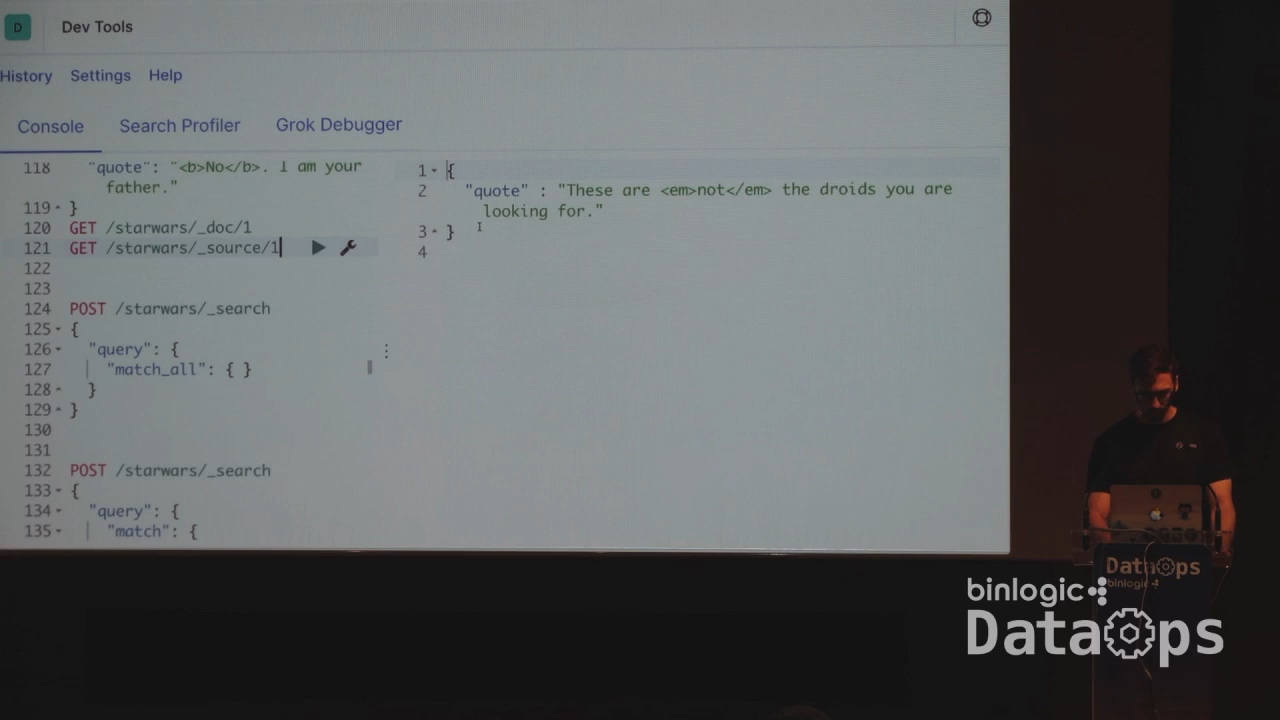 D Dev Tools
History Settings Help
Console Search Profiler Grok Debugger
118 "quote": "<b>No</b>. I am your
father."
119 }
120 GET /starwars/_doc/1
121 GET /starwars/_source/1
122
123
124 POST /starwars/_search
125 {
126 "query": {
127 "match_all": { }
128 }
129 }
130
131
132 POST /starwars/_search
133 {
134 "query": {
135 "match": {
1 {
2 "quote" : "These are <em>not</em> the droids you are
looking for."
3 }
4
DataOps
binlogic
binlogic
DataOps